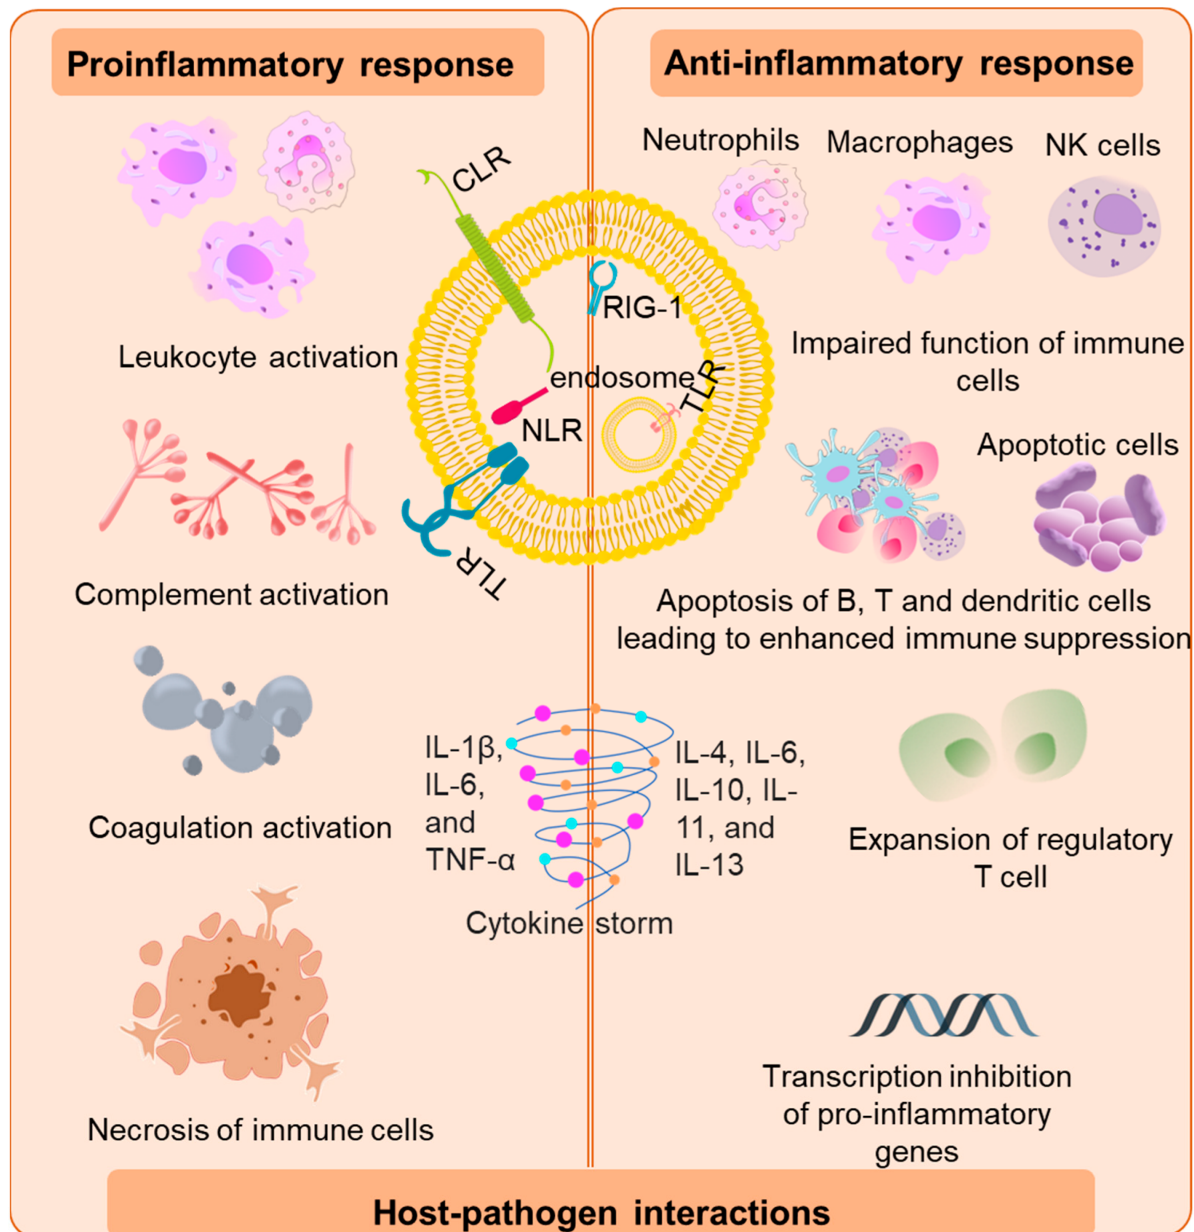 Proinflammatory response
Leukocyte activation
Complement activation
Coagulation activation
Necrosis of immune cells
CLR
RIG-1
endosome
TLR
NLR
TLR
IL-1β,
IL-6,
and
TNF-α
IL-4, IL-6,
IL-10, IL-
11, and
IL-13
Cytokine storm
Anti-inflammatory response
Neutrophils
Macrophages
NK cells
Impaired function of immune
cells
Apoptotic cells
Apoptosis of B, T and dendritic cells
leading to enhanced immune suppression
Expansion of regulatory
T cell
Transcription inhibition
of pro-inflammatory
genes
Host-pathogen interactions